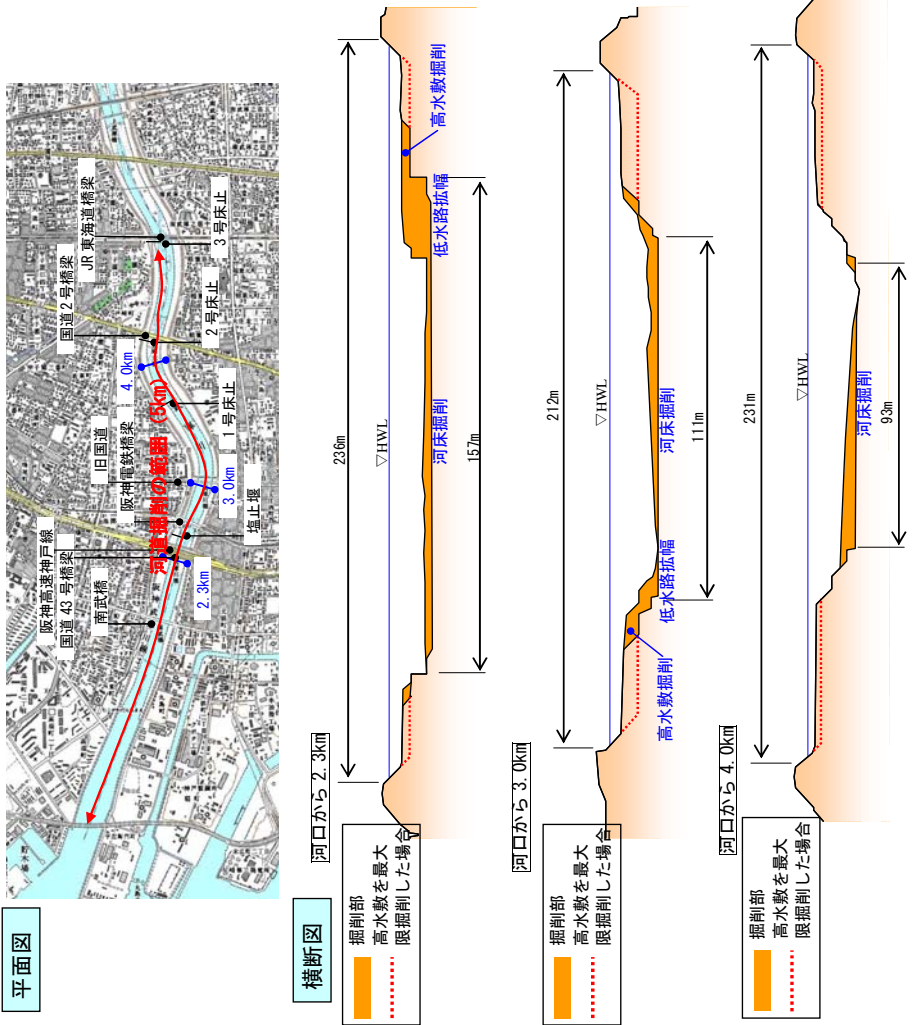 平面図
阪神高速神戸線
国道43号橋梁
南武橋
旧国道
阪神電鉄橋梁
国道2号橋梁
JR東海道橋梁
河道掘削の範囲(5km)
4.0km
3.0km
2.3km
塩止堰
1号床止
2号床止
3号床止
横断図
河口から2.3km
掘削部
高水敷を最大
限掘削した場合
236m
▽HWL
157m
河床掘削
低水路拡幅
高水敷掘削
河口から3.0km
掘削部
高水敷を最大
限掘削した場合
212m
▽HWL
111m
高水敷掘削
低水路拡幅
河床掘削
河口から4.0km
掘削部
高水敷を最大
限掘削した場合
231m
▽HWL
93m
河床掘削